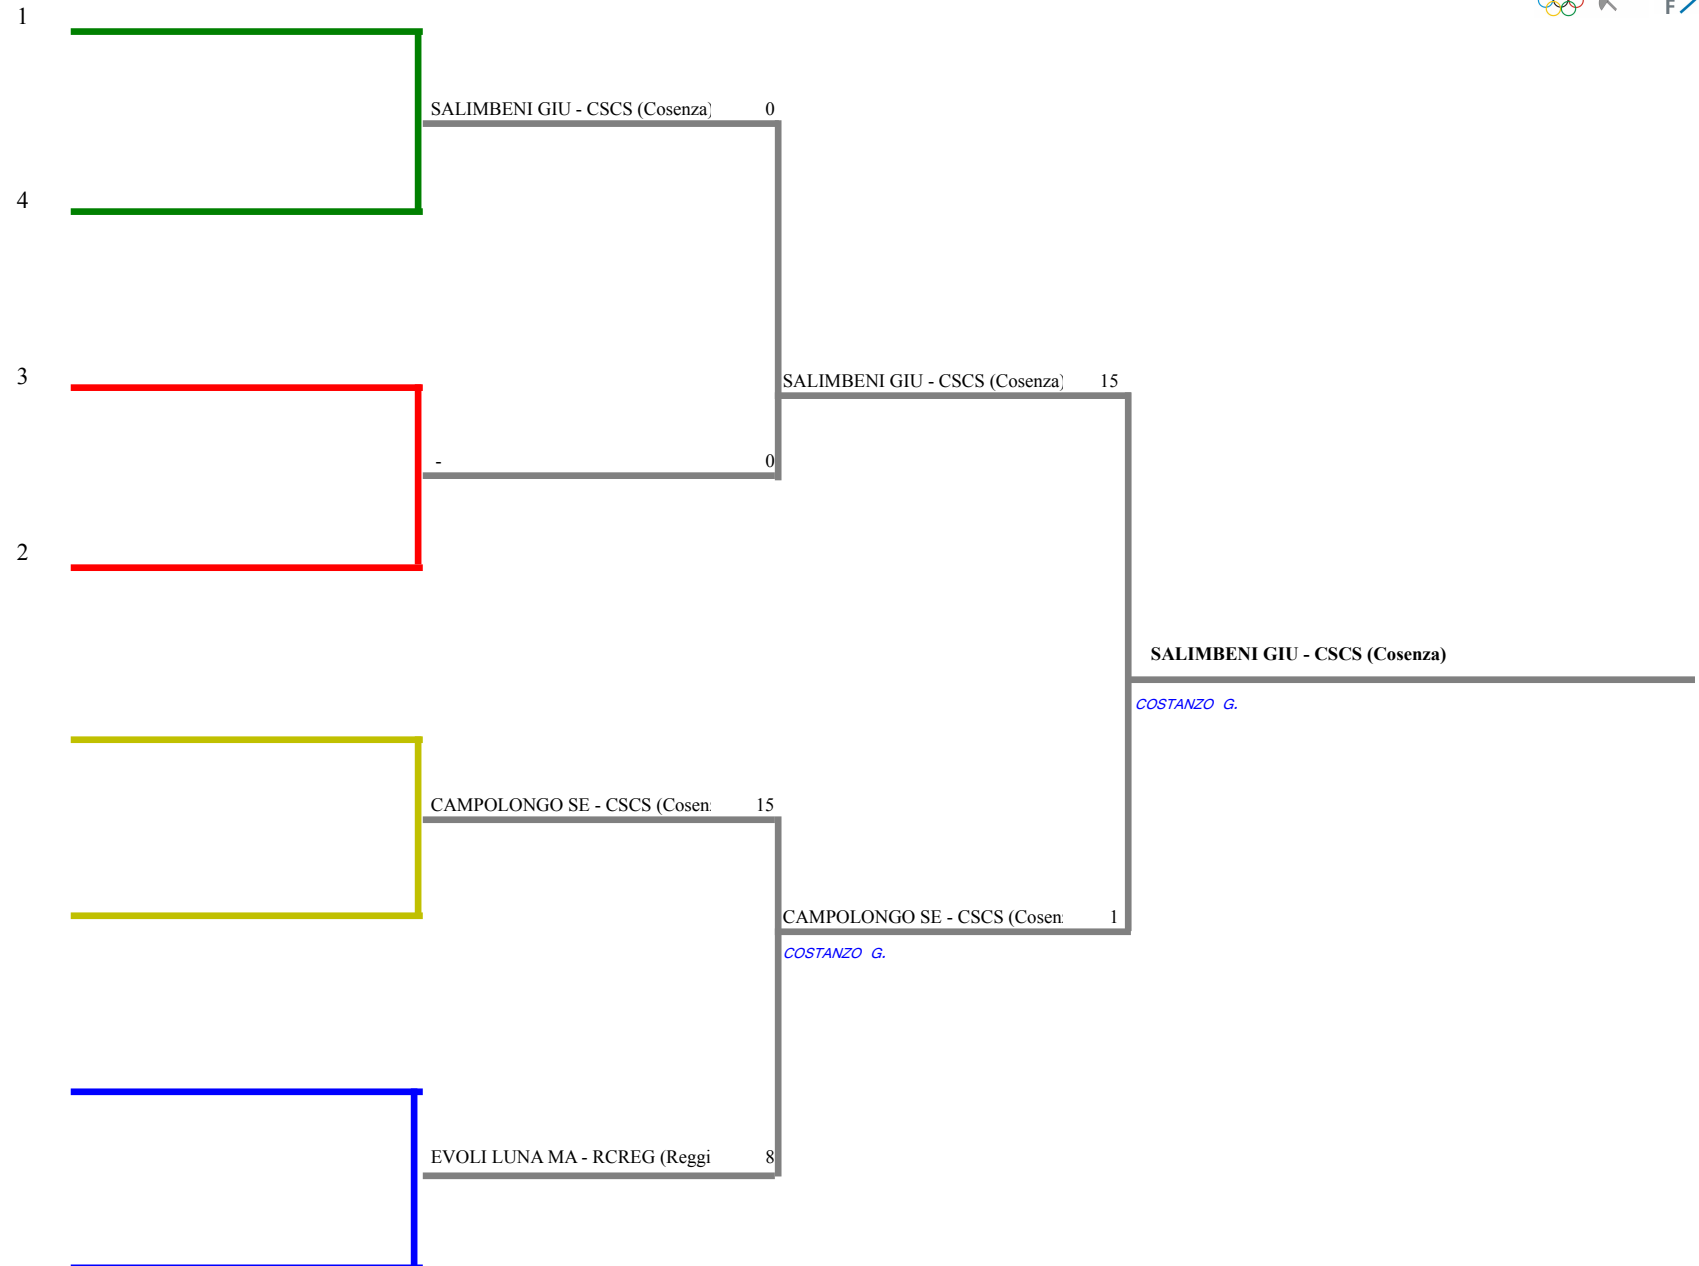 1
F
SALIMBENI GIU - CSCS (Cosenza) 0
4
3
SALIMBENI GIU - CSCS (Cosenza) 15
- 0
2
SALIMBENI GIU - CSCS (Cosenza)
COSTANZO G.
CAMPOLONGO SE - CSCS (Cosen 15
CAMPOLONGO SE - CSCS (Cosen 1
COSTANZO G.
EVOLI LUNA MA - RCREG (Reggi 8